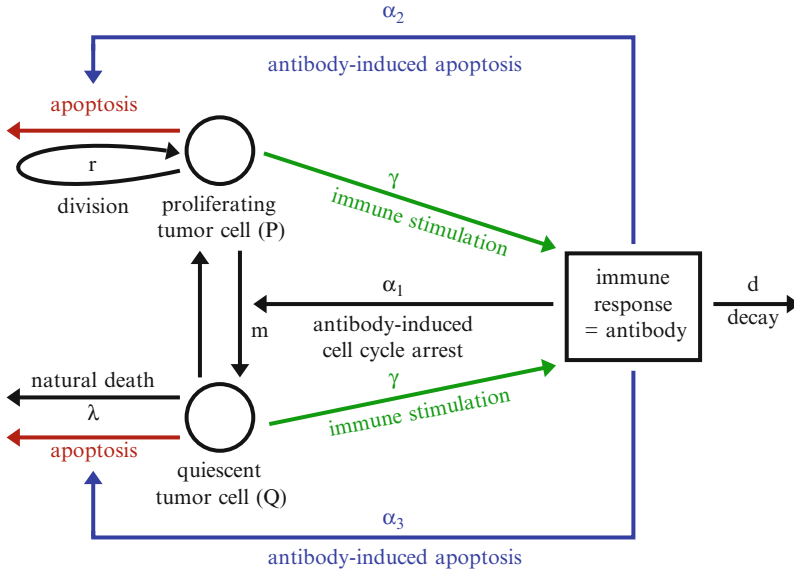 α2
antibody-induced apoptosis
apoptosis
r
division
proliferating
tumor cell (P)
γ
immune stimulation
immune
response
= antibody
d
decay
α1
antibody-induced
cell cycle arrest
m
natural death
λ
apoptosis
quiescent
tumor cell (Q)
γ
immune stimulation
α3
antibody-induced apoptosis